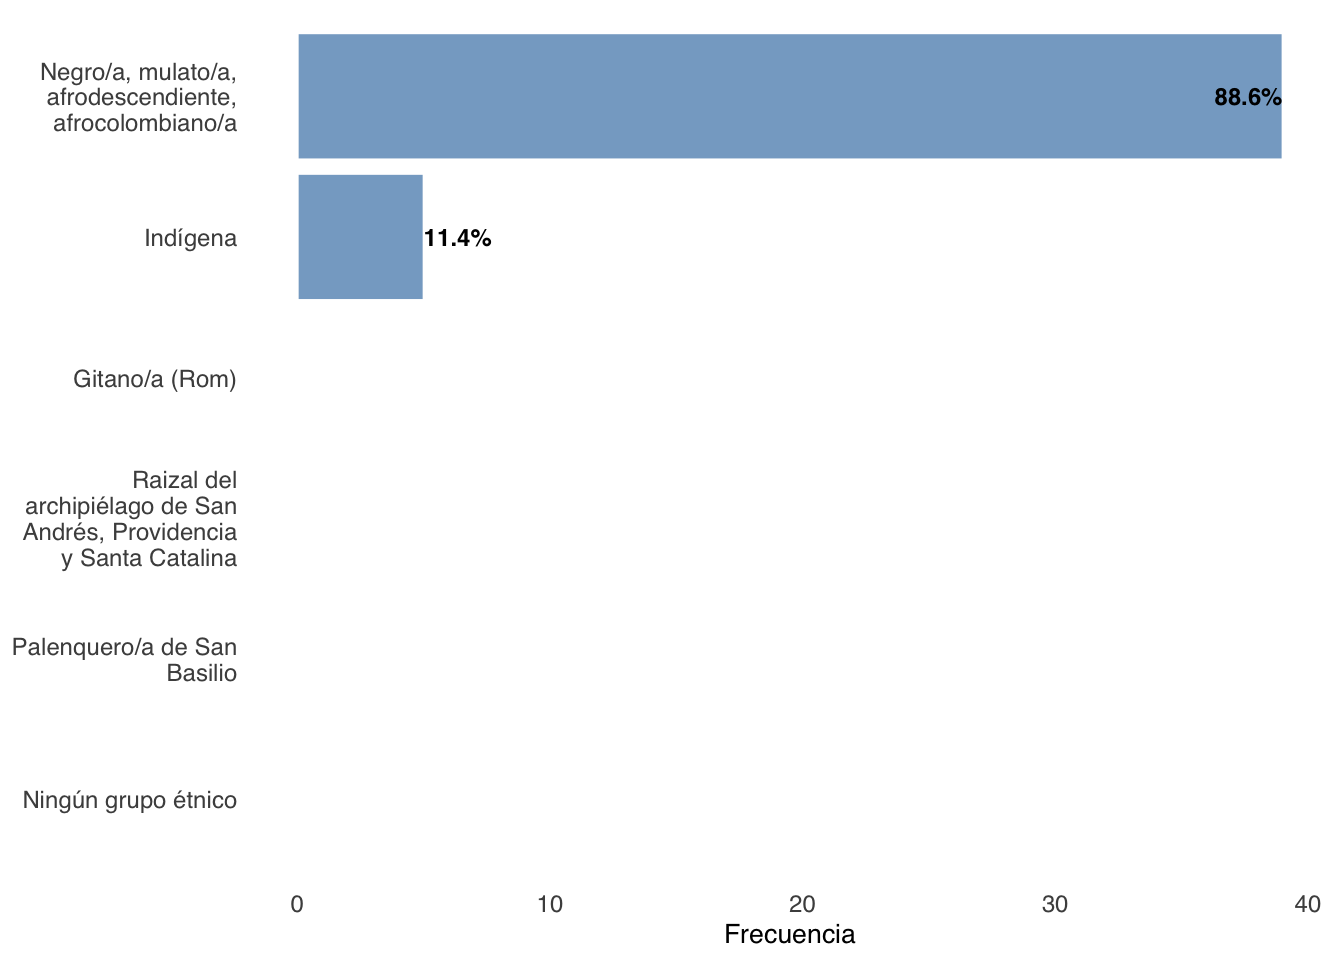 Negro/a, mulato/a,
afrodescendiente,
afrocolombiano/a
88.6%
Indígena
11.4%
Gitano/a (Rom)
Raizal del
archipiélago de San
Andrés, Providencia
y Santa Catalina
Palenquero/a de San
Basilio
Ningún grupo étnico
0 10 20 30 40
Frecuencia